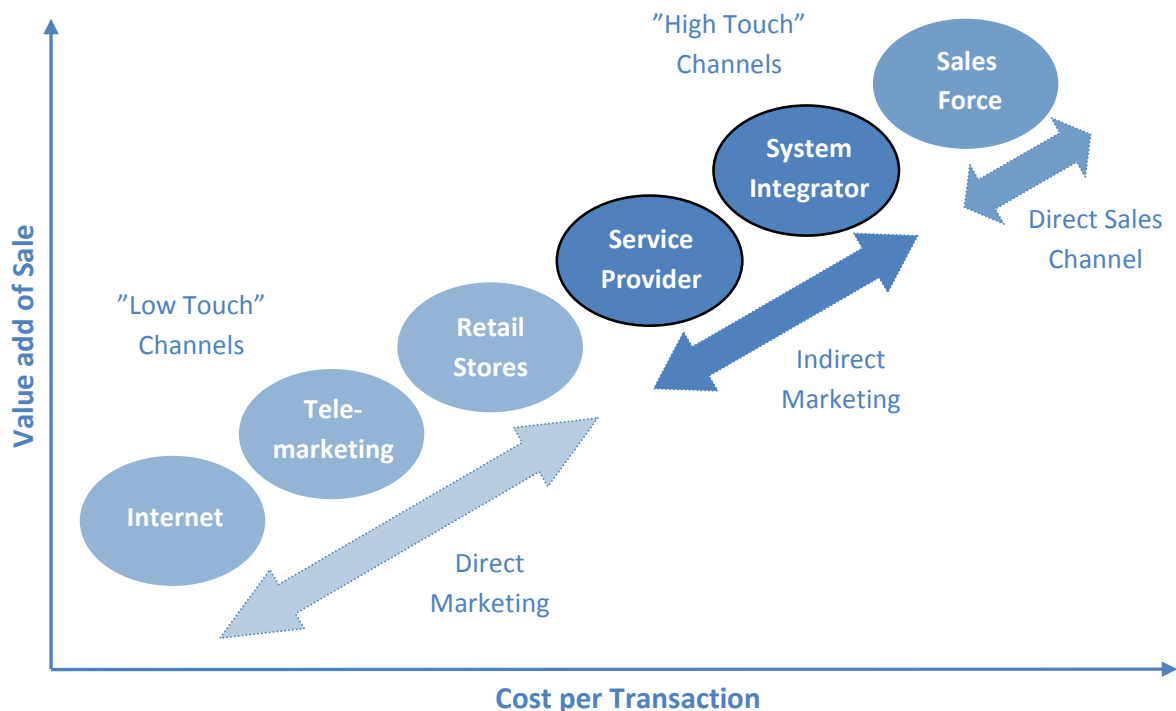 ”High Touch”
Channels
Sales
Force
System
Integrator
Direct Sales
Channel
Service
Provider
”Low Touch”
Channels
Retail
Stores
Indirect
Marketing
Tele-
marketing
Internet
Direct
Marketing
Value add of Sale
Cost per Transaction